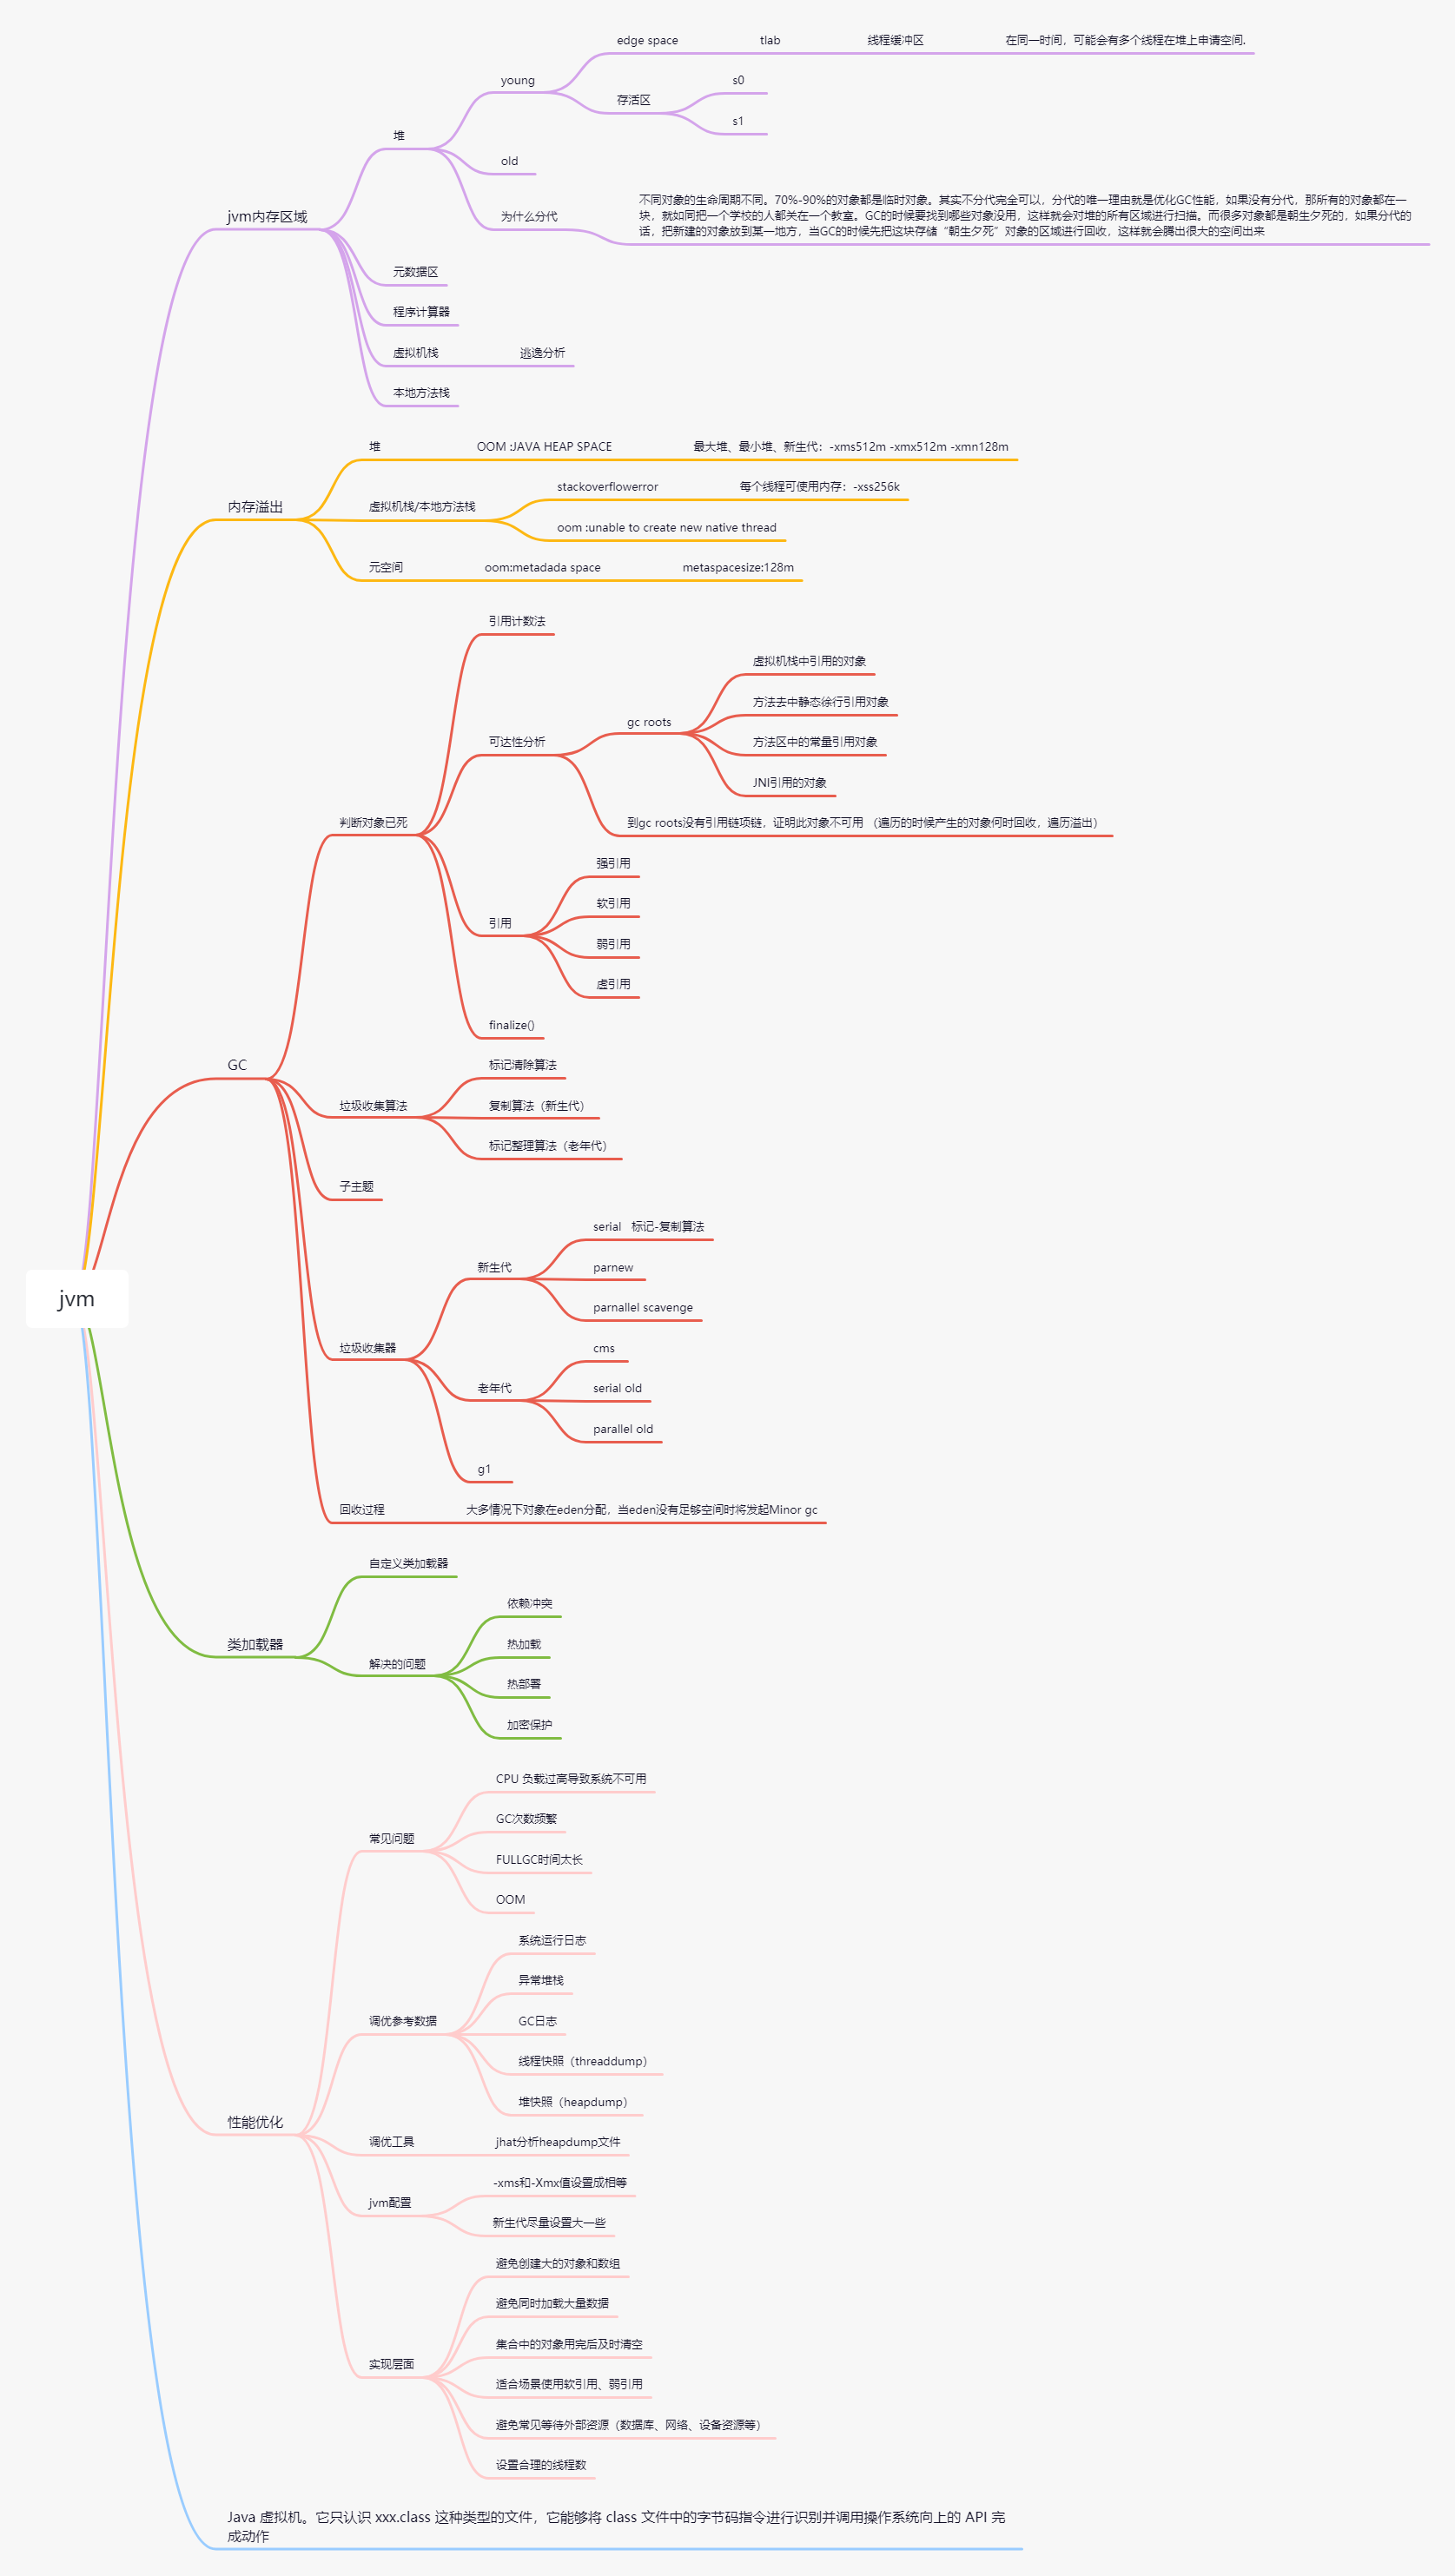 edge space
tlab
线程缓冲区
在同一时间，可能会有多个线程在堆上申请空间.
young
s0
存活区
s1
堆
old
不同对象的生命周期不同。70%-90%的对象都是临时对象。其实不分代完全可以，分代的唯一理由就是优化GC性能，如果没有分代，那所有的对象都在一
块，就如同把一个学校的人都关在一个教室。GC的时候要找到哪些对象没用，这样就会对堆的所有区域进行扫描。而很多对象都是朝生夕死的，如果分代的
话，把新建的对象放到某一地方，当GC的时候先把这块存储“朝生夕死”对象的区域进行回收，这样就会腾出很大的空间出来
为什么分代
jvm内存区域
元数据区
程序计算器
虚拟机栈
逃逸分析
本地方法栈
堆
OOM :JAVA HEAP SPACE
最大堆、最小堆、新生代：-xms512m -xmx512m -xmn128m
内存溢出
虚拟机栈/本地方法栈
stackoverflowerror
每个线程可使用内存：-xss256k
oom :unable to create new native thread
元空间
oom:metadada space
metaspacesize:128m
引用计数法
虚拟机栈中引用的对象
方法去中静态徐行引用对象
gc roots
可达性分析
方法区中的常量引用对象
JNI引用的对象
判断对象已死
到gc roots没有引用链项链，证明此对象不可用 （遍历的时候产生的对象何时回收，遍历溢出）
强引用
软引用
引用
弱引用
虚引用
finalize()
GC
标记清除算法
垃圾收集算法
复制算法（新生代）
标记整理算法（老年代）
子主题
serial   标记-复制算法
新生代
parnew
parnallel scavenge
垃圾收集器
cms
老年代
serial old
parallel old
g1
回收过程
大多情况下对象在eden分配，当eden没有足够空间时将发起Minor gc
jvm
自定义类加载器
类加载器
依赖冲突
热加载
解决的问题
热部署
加密保护
CPU 负载过高导致系统不可用
GC次数频繁
常见问题
FULLGC时间太长
OOM
系统运行日志
异常堆栈
调优参考数据
GC日志
线程快照（threaddump）
堆快照（heapdump）
性能优化
调优工具
jhat分析heapdump文件
-xms和-Xmx值设置成相等
jvm配置
新生代尽量设置大一些
避免创建大的对象和数组
避免同时加载大量数据
集合中的对象用完后及时清空
实现层面
适合场景使用软引用、弱引用
避免常见等待外部资源（数据库、网络、设备资源等）
设置合理的线程数
Java 虚拟机。它只认识 xxx.class 这种类型的文件，它能够将 class 文件中的字节码指令进行识别并调用操作系统向上的 API 完
成动作